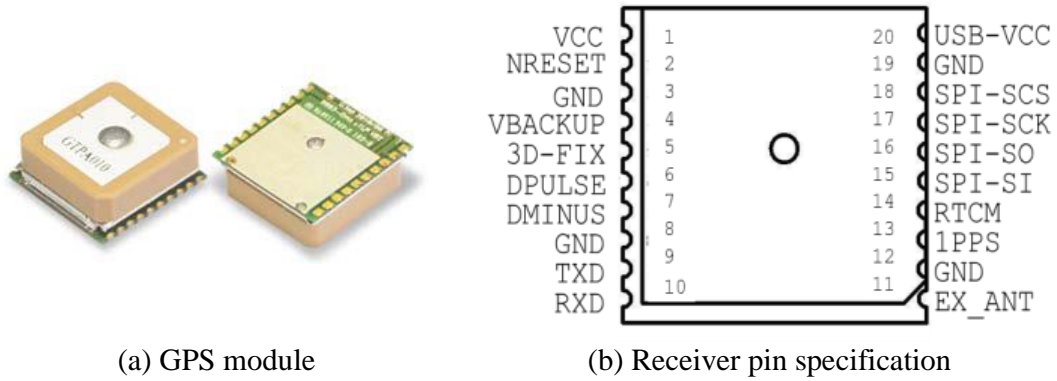 GTPA010
VCC 1 20 USB-VCC
NRESET 2 19 GND
GND 3 18 SPI-SCS
VBACKUP 4 17 SPI-SCK
3D-FIX 5 16 SPI-SO
DPULSE 6 15 SPI-SI
DMINUS 7 14 RTCM
GND 8 13 1PPS
TXD 9 12 GND
RXD 10 11 EX_ANT
(a) GPS module
(b) Receiver pin specification